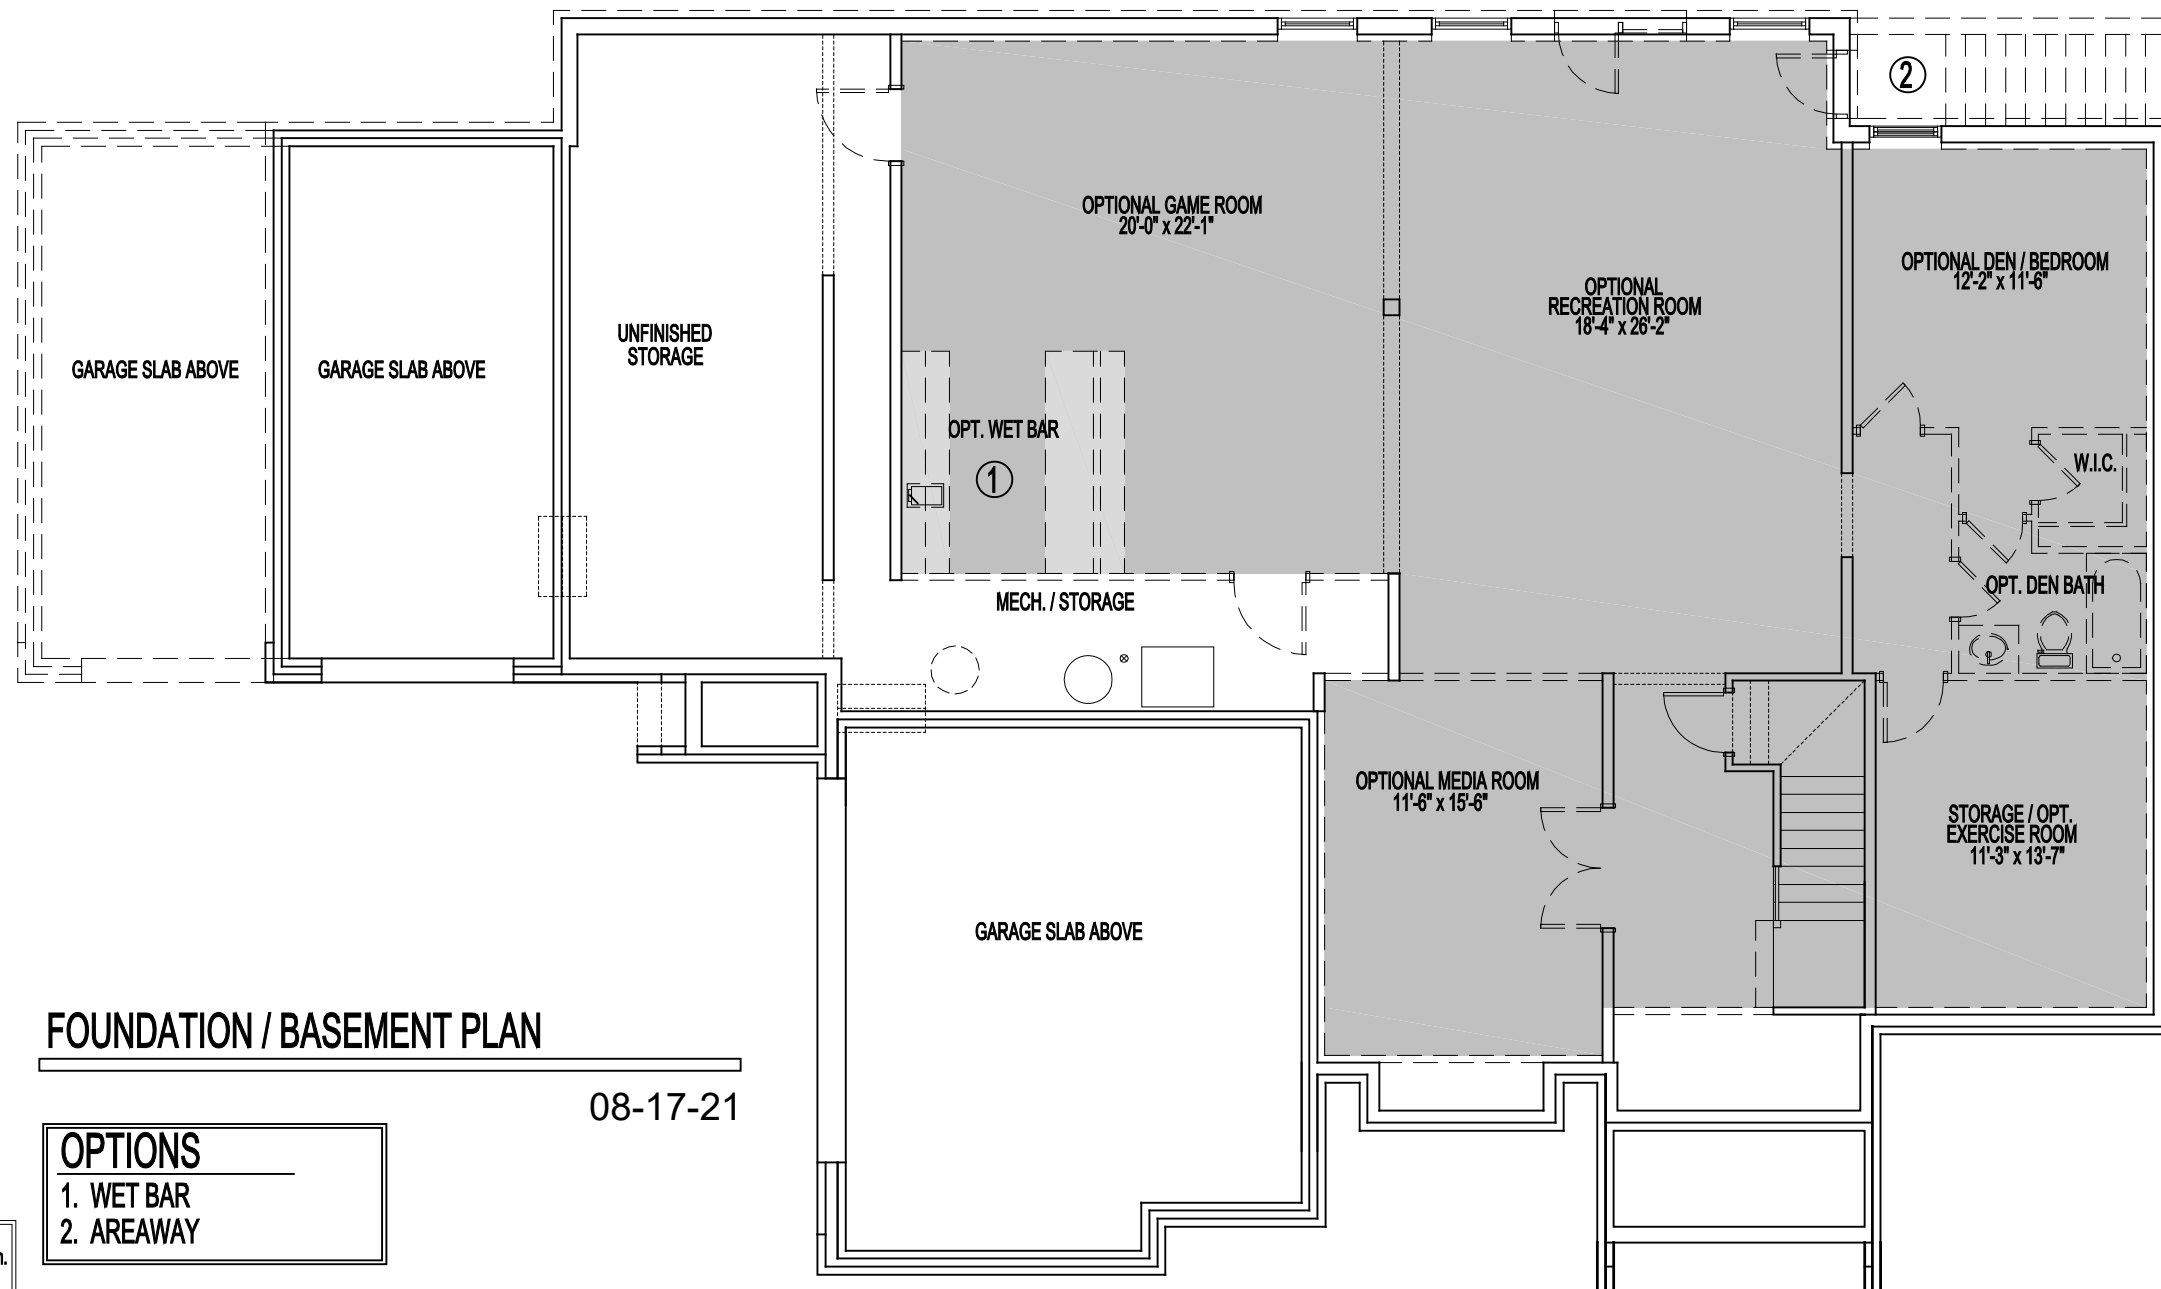 ②
OPTIONAL GAME ROOM
20'-0" x 22'-1"
OPTIONAL DEN / BEDROOM
12'-2" x 11'-6"
OPTIONAL
RECREATION ROOM
18'-4" x 26'-2"
UNFINISHED
STORAGE
GARAGE SLAB ABOVE
GARAGE SLAB ABOVE
OPT. WET BAR
①
W.I.C.
OPT. DEN BATH
MECH. / STORAGE
OPTIONAL MEDIA ROOM
11'-6" x 15'-6"
STORAGE / OPT.
EXERCISE ROOM
11'-3" x 13'-7"
GARAGE SLAB ABOVE
FOUNDATION / BASEMENT PLAN
08-17-21
OPTIONS
1. WET BAR
2. AREAWAY